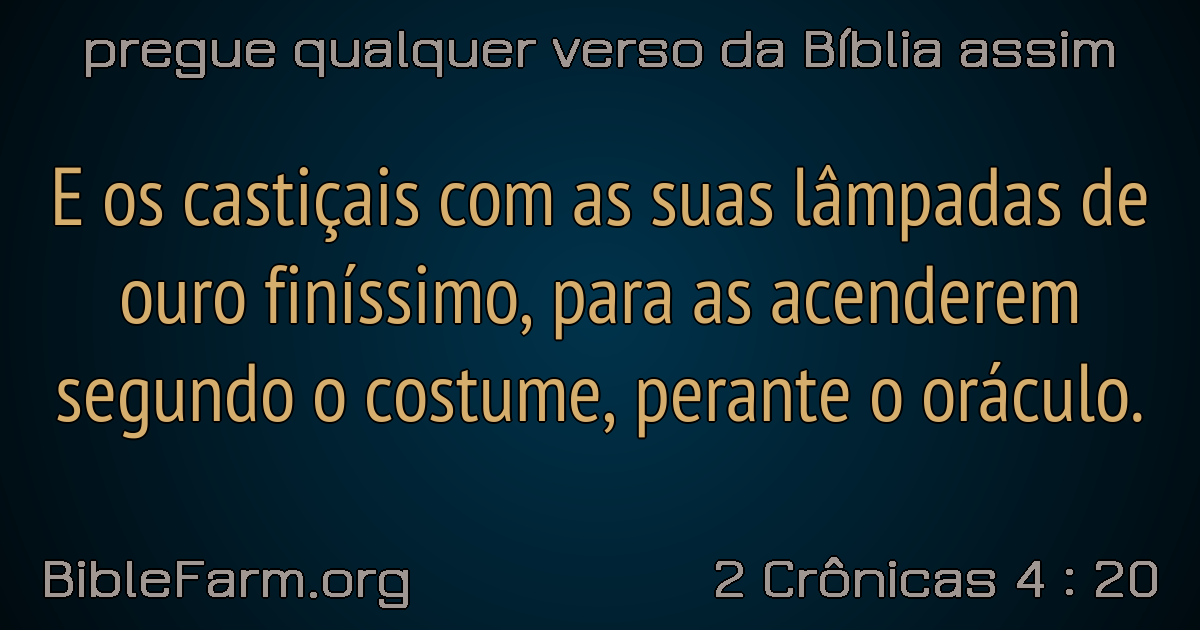 pregue qualquer verso da Bíblia assim
E os castiçais com as suas lâmpadas de
ouro finíssimo, para as acenderem
segundo o costume, perante o oráculo.
BibleFarm.org
2 Crônicas 4 : 20